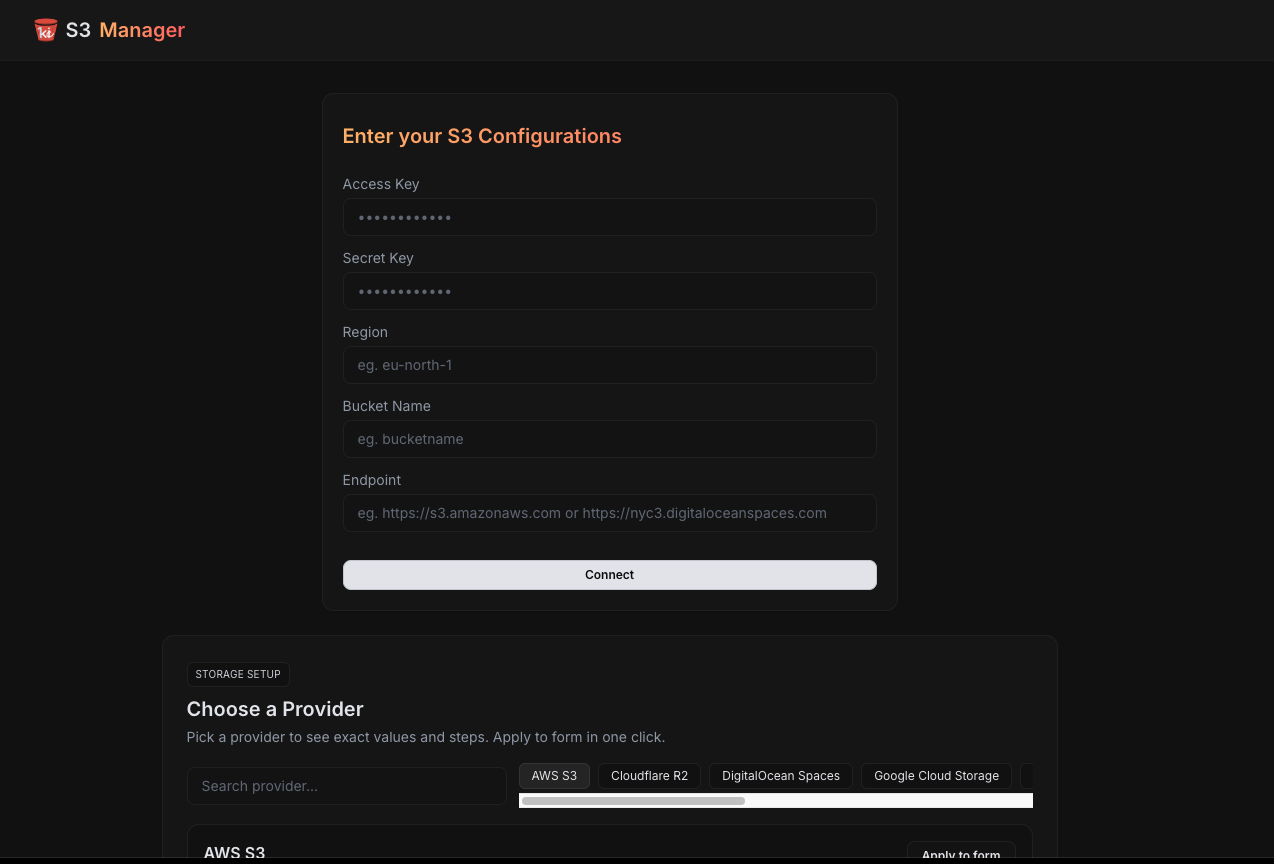 ki S3 Manager
Enter your S3 Configurations
Access Key
••••••••••••
Secret Key
••••••••••••
Region
eg. eu-north-1
Bucket Name
eg. bucketname
Endpoint
eg. https://s3.amazonaws.com or https://nyc3.digitaloceanspaces.com
Connect
STORAGE SETUP
Choose a Provider
Pick a provider to see exact values and steps. Apply to form in one click.
Search provider... AWS S3 Cloudflare R2 DigitalOcean Spaces Google Cloud Storage
AWS S3 Apply to form